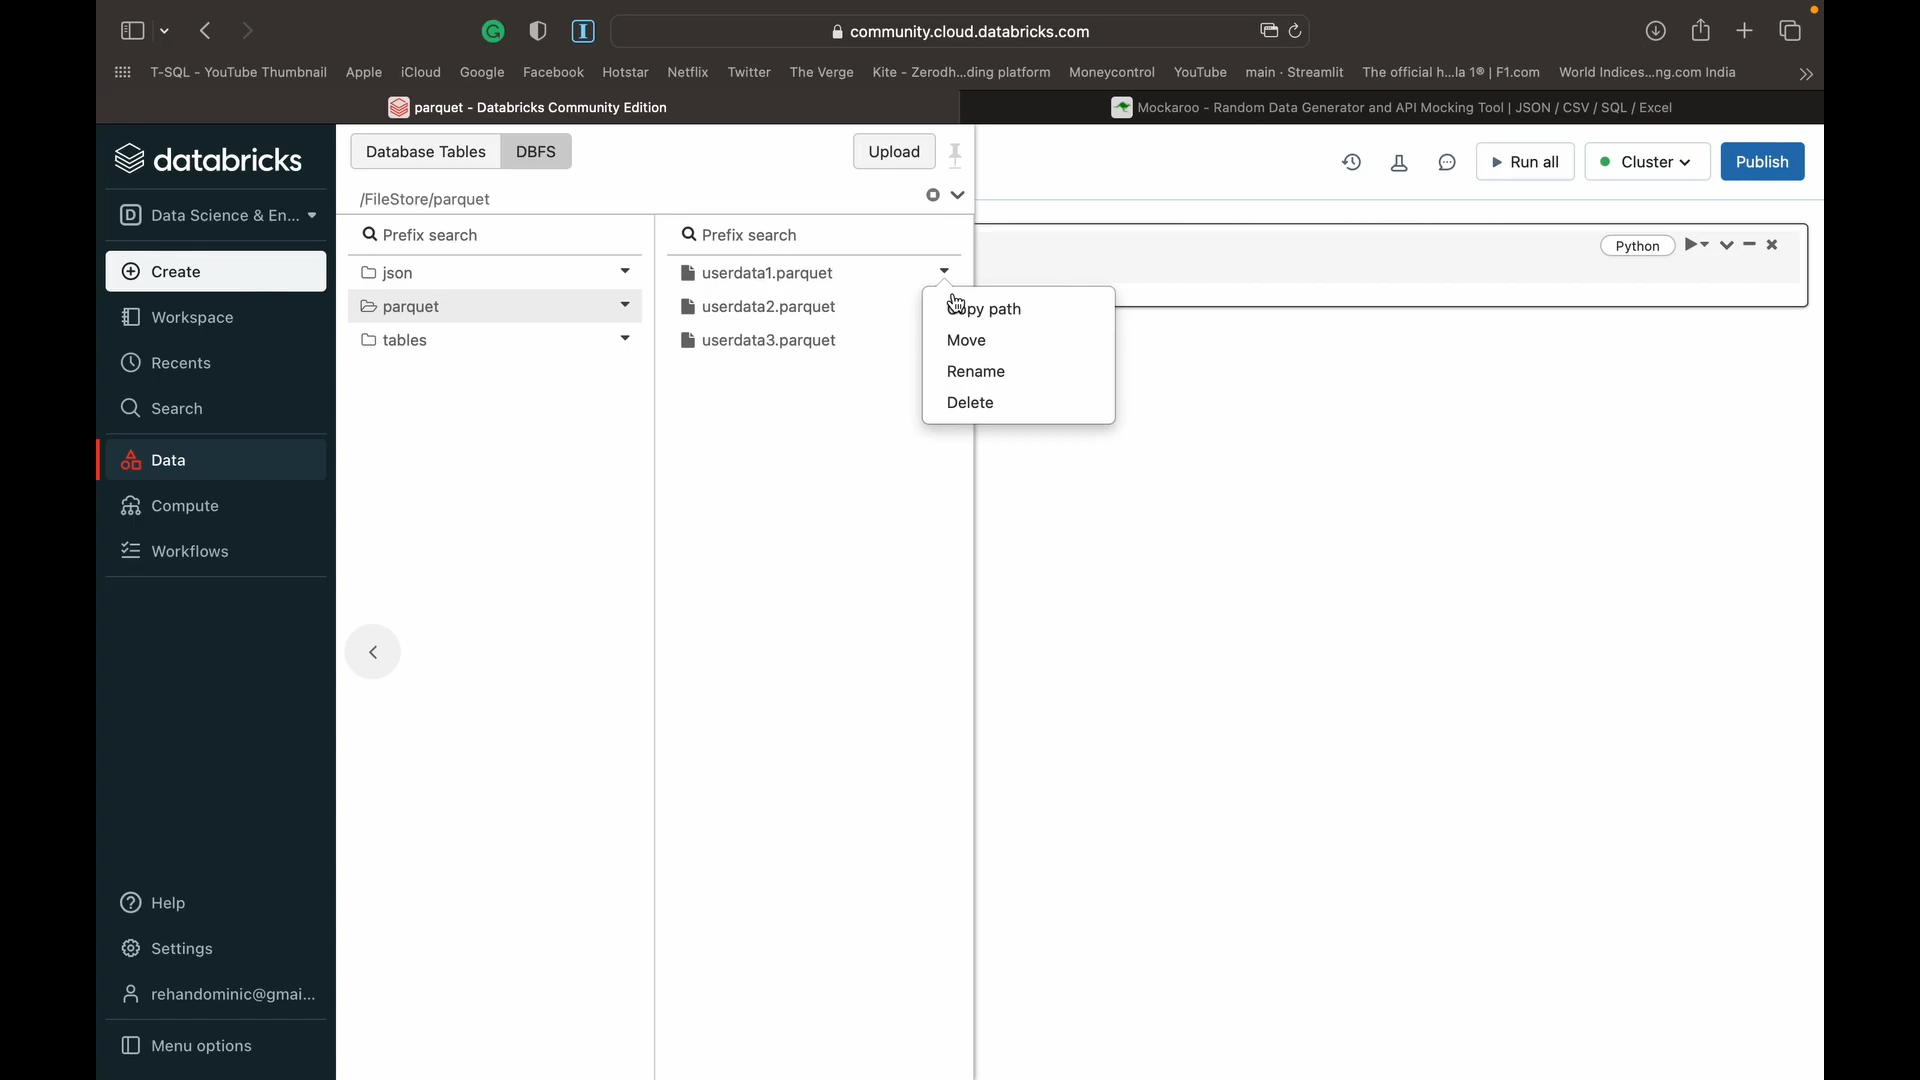 community.cloud.databricks.com
T-SQL - YouTube Thumbnail Apple iCloud Google Facebook Hotstar Netflix Twitter The Verge Kite - Zerodh...ding platform Moneycontrol YouTube main · Streamlit The official h...la 1® | F1.com World Indices...ng.com India
parquet - Databricks Community Edition
Mockaroo - Random Data Generator and API Mocking Tool | JSON / CSV / SQL / Excel
databricks
D Data Science & En...
Create
Workspace
Recents
Search
Data
Compute
Workflows
Help
Settings
rehandominic@gmai...
Menu options
Database Tables DBFS Upload
/FileStore/parquet
Prefix search
json
parquet
tables
Prefix search
userdata1.parquet
userdata2.parquet
userdata3.parquet
Copy path
Move
Rename
Delete
Run all Cluster Publish
Python